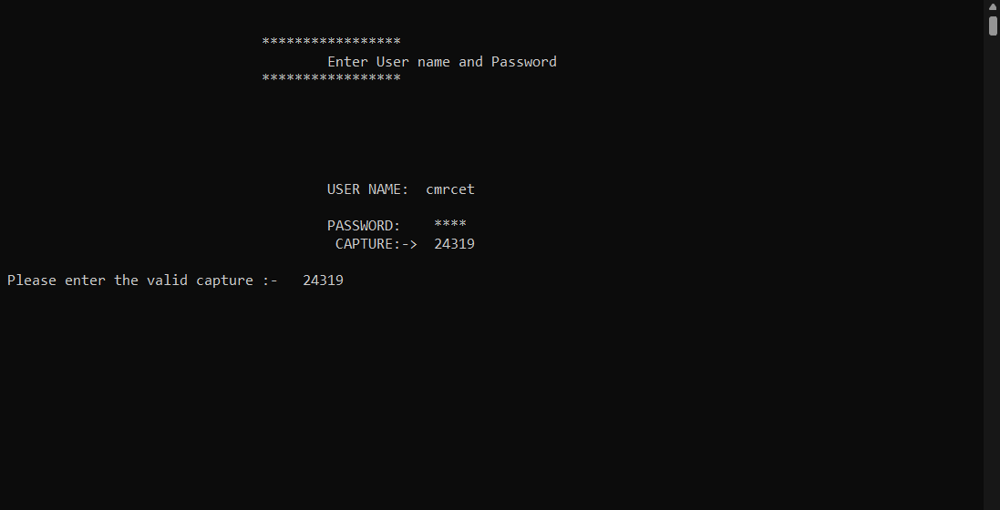 *****************
Enter User name and Password
*****************
USER NAME: cmrcet
PASSWORD: ****
CAPTURE:-> 24319
Please enter the valid capture :- 24319